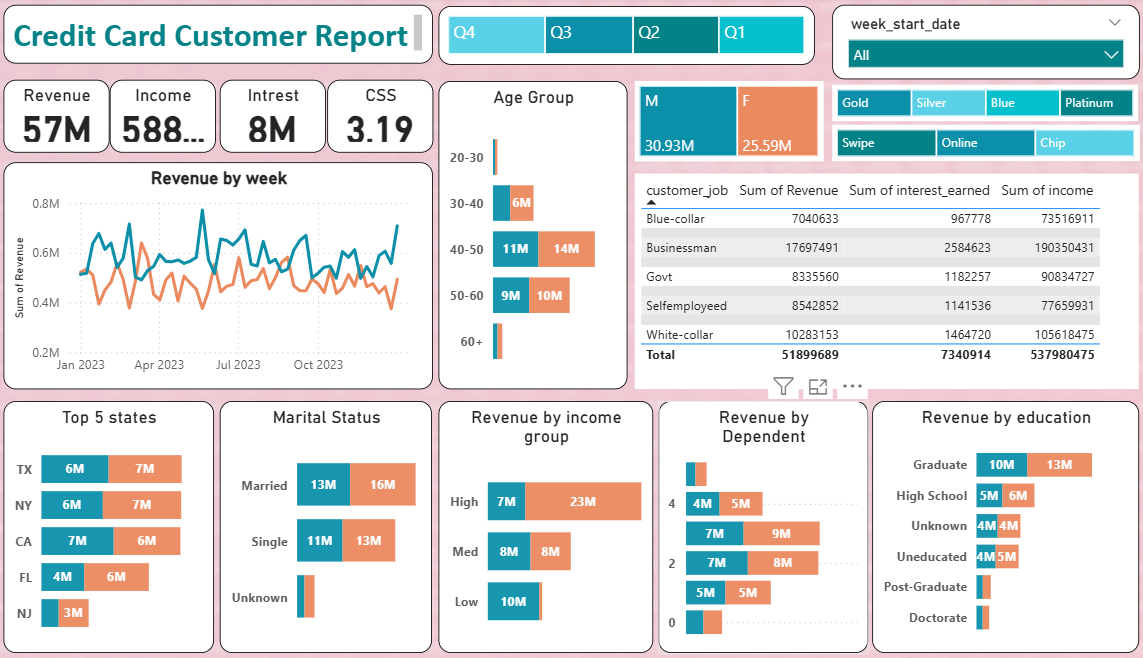 Credit Card Customer Report
Q4 Q3 Q2 Q1
week_start_date
All
Revenue
57M
Income
588...
Intrest
8M
CSS
3.19
Age Group
20-30
30-40 6M
40-50 11M 14M
50-60 9M 10M
60+
M
30.93M
F
25.59M
Gold Silver Blue Platinum
Swipe Online Chip
Revenue by week
Sum of Revenue
0.8M
0.6M
0.4M
0.2M
Jan 2023 Apr 2023 Jul 2023 Oct 2023
customer_job Sum of Revenue Sum of interest_earned Sum of income
Blue-collar 7040633 967778 73516911
Businessman 17697491 2584623 190350431
Govt 8335560 1182257 90834727
Selfemployeed 8542852 1141536 77659931
White-collar 10283153 1464720 105618475
Total 51899689 7340914 537980475
Top 5 states
TX 6M 7M
NY 6M 7M
CA 7M 6M
FL 4M 6M
NJ 3M
Marital Status
Married 13M 16M
Single 11M 13M
Unknown
Revenue by income
group
High 7M 23M
Med 8M 8M
Low 10M
Revenue by
Dependent
4 4M 5M
7M 9M
2 7M 8M
5M 5M
0
Revenue by education
Graduate 10M 13M
High School 5M 6M
Unknown 4M 4M
Uneducated 4M 5M
Post-Graduate
Doctorate